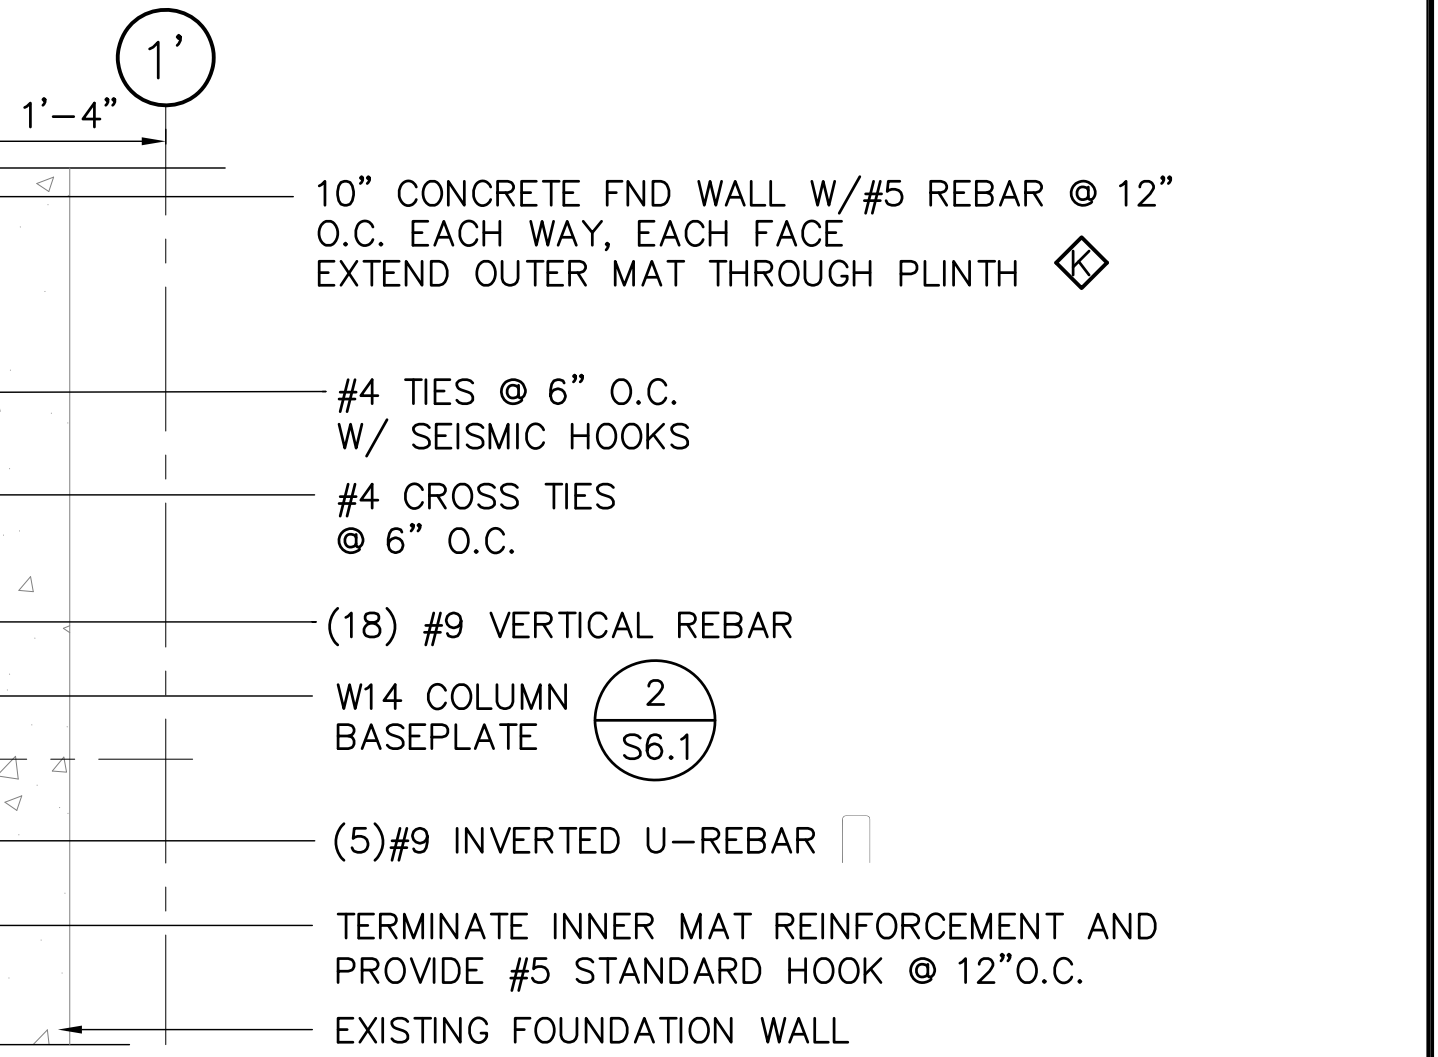 1'
1'-4"
10" CONCRETE FND WALL W/#5 REBAR @ 12"
O.C. EACH WAY, EACH FACE
EXTEND OUTER MAT THROUGH PLINTH K
#4 TIES @ 6" O.C.
W/ SEISMIC HOOKS
#4 CROSS TIES
@ 6" O.C.
(18) #9 VERTICAL REBAR
W14 COLUMN
BASEPLATE
2
S6.1
(5)#9 INVERTED U-REBAR
TERMINATE INNER MAT REINFORCEMENT AND
PROVIDE #5 STANDARD HOOK @ 12"O.C.
EXISTING FOUNDATION WALL